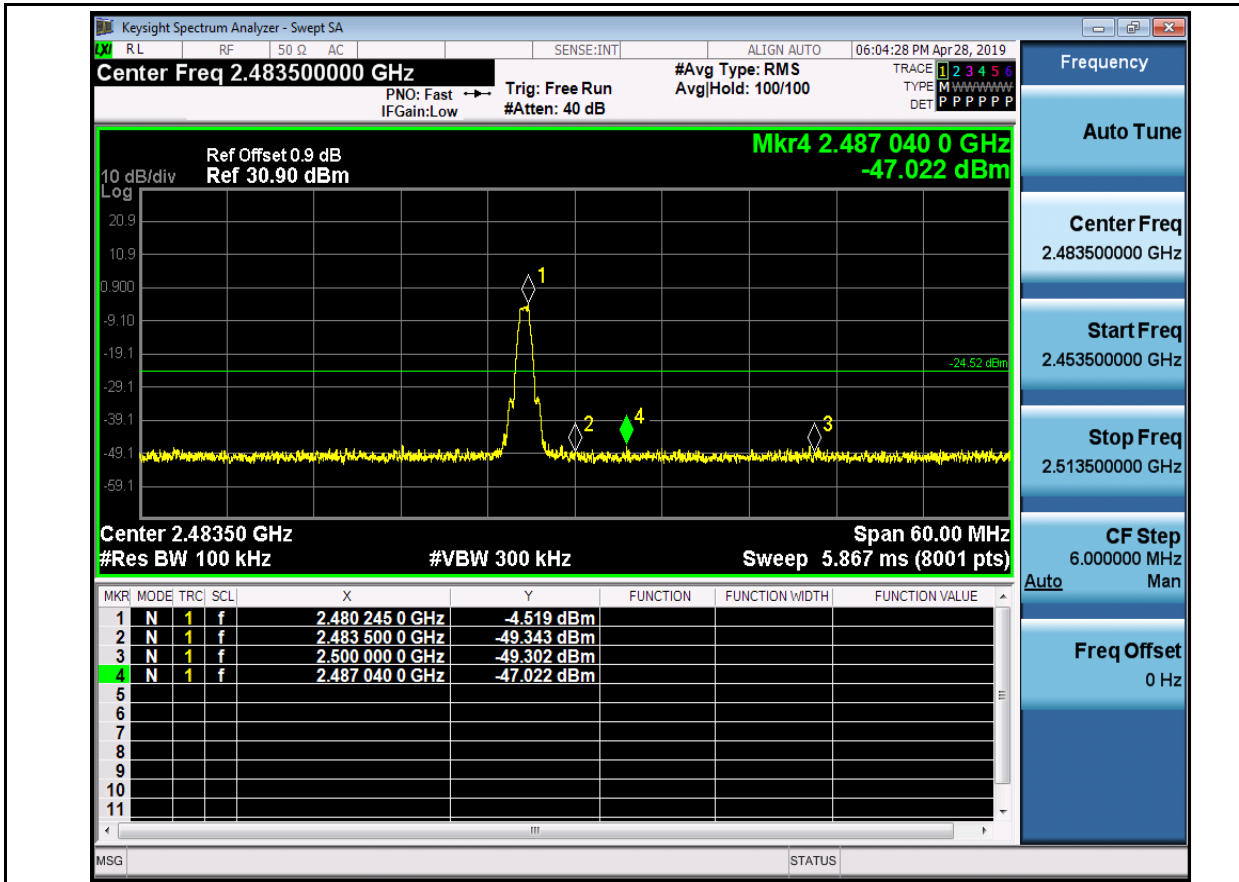 Keysight Spectrum Analyzer - Swept SA
LXI RL RF 50 Ω AC SENSE:INT ALIGN AUTO 06:04:28 PM Apr 28, 2019
Center Freq 2.483500000 GHz
PNO: Fast
IFGain:Low
Trig: Free Run
#Atten: 40 dB
#Avg Type: RMS
Avg|Hold: 100/100
TRACE 1 2 3 4 5 6
TYPE M W W W W W
DET P P P P P P
Ref Offset 0.9 dB
10 dB/div Ref 30.90 dBm
Log
Mkr4 2.487 040 0 GHz
-47.022 dBm
20.9
10.9
0.900
-9.10
-19.1
-29.1
-39.1
-49.1
-59.1
1
2
4
3
-24.52 dBm
Center 2.48350 GHz Span 60.00 MHz
#Res BW 100 kHz #VBW 300 kHz Sweep 5.867 ms (8001 pts)
MKR MODE TRC SCL X Y FUNCTION FUNCTION WIDTH FUNCTION VALUE
1 N 1 f 2.480 245 0 GHz -4.519 dBm
2 N 1 f 2.483 500 0 GHz -49.343 dBm
3 N 1 f 2.500 000 0 GHz -49.302 dBm
4 N 1 f 2.487 040 0 GHz -47.022 dBm
5
6
7
8
9
10
11
MSG STATUS
Frequency
Auto Tune
Center Freq
2.483500000 GHz
Start Freq
2.453500000 GHz
Stop Freq
2.513500000 GHz
CF Step
6.000000 MHz
Auto Man
Freq Offset
0 Hz